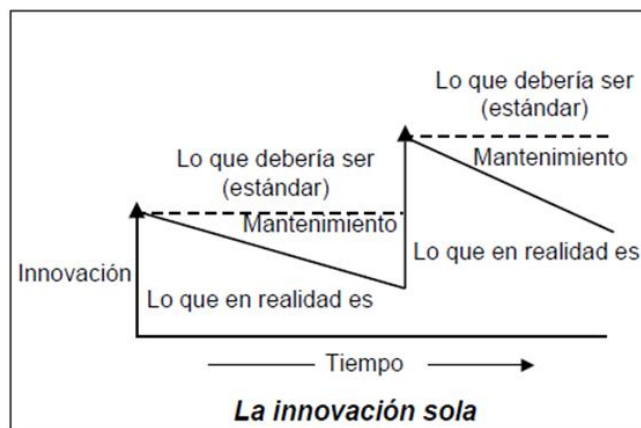 Lo que debería ser
(estándar)
Mantenimiento
Lo que debería ser
(estándar)
Mantenimiento
Lo que en realidad es
Innovación
Lo que en realidad es
Tiempo
La innovación sola